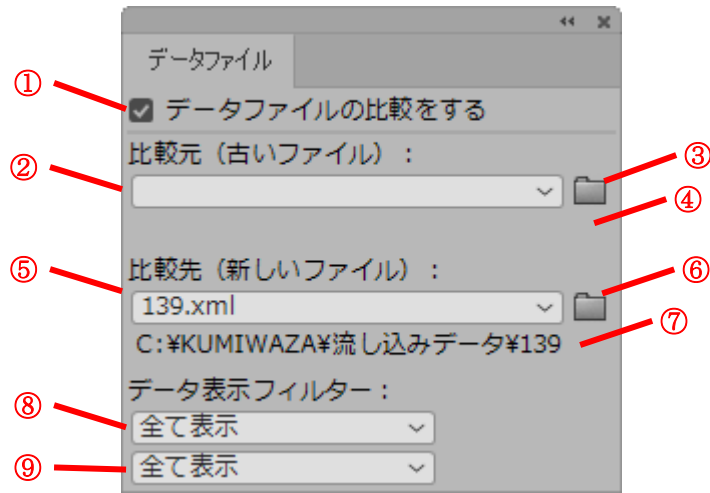 データファイル
① データファイルの比較をする
② 比較元（古いファイル）：
③
④
⑤ 比較先（新しいファイル）：
139.xml ⑥
C:¥KUMIWAZA¥流し込みデータ¥139 ⑦
データ表示フィルター：
⑧ 全て表示
⑨ 全て表示